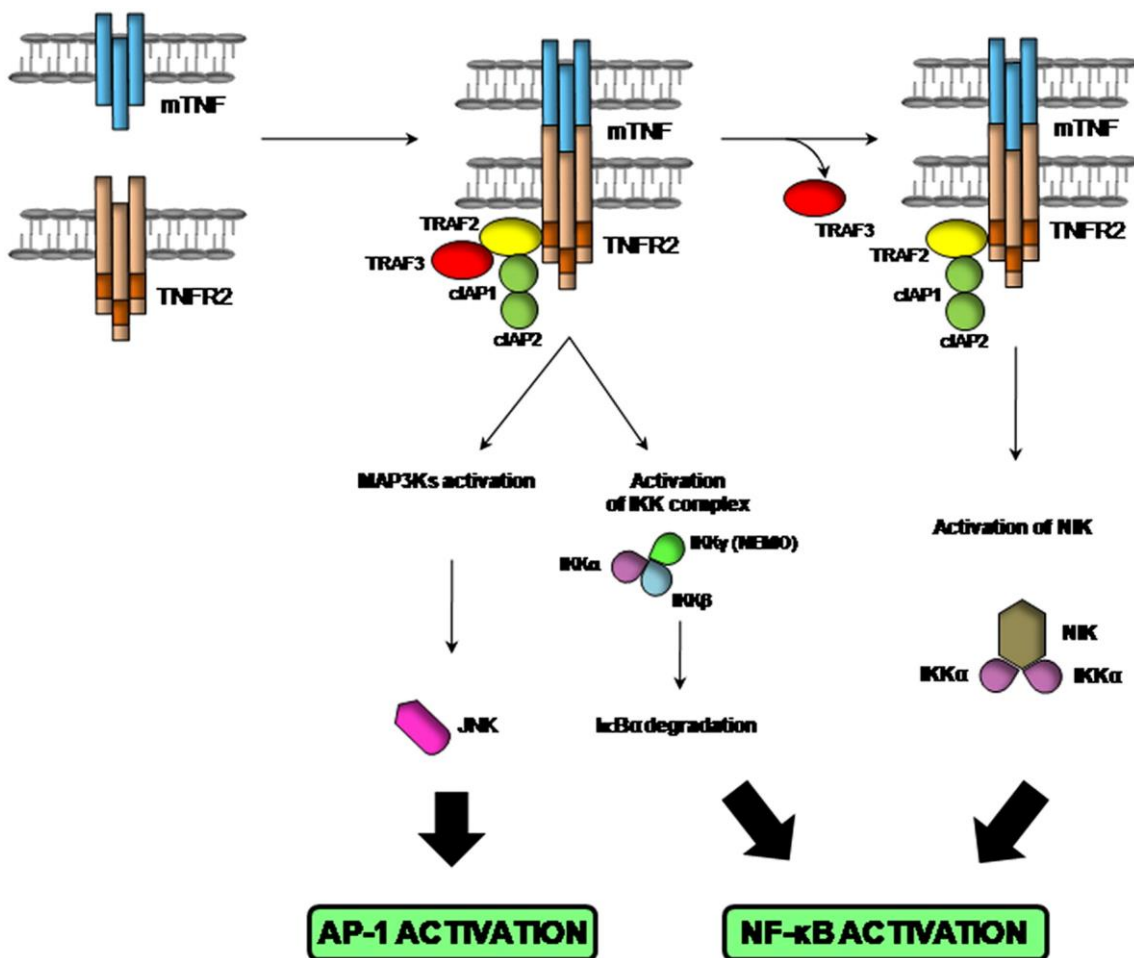 mTNF
TNFR2
mTNF
TRAF2
TNFR2
TRAF3
cIAP1
cIAP2
TRAF3
mTNF
TNFR2
TRAF2
cIAP1
cIAP2
MAP3Ks activation
Activation
of IKK complex
IKKγ (NEMO)
IKKα
IKKβ
Activation of NIK
NIK
IKKα
IKKα
JNK
IκBα degradation
AP-1 ACTIVATION
NF-κB ACTIVATION